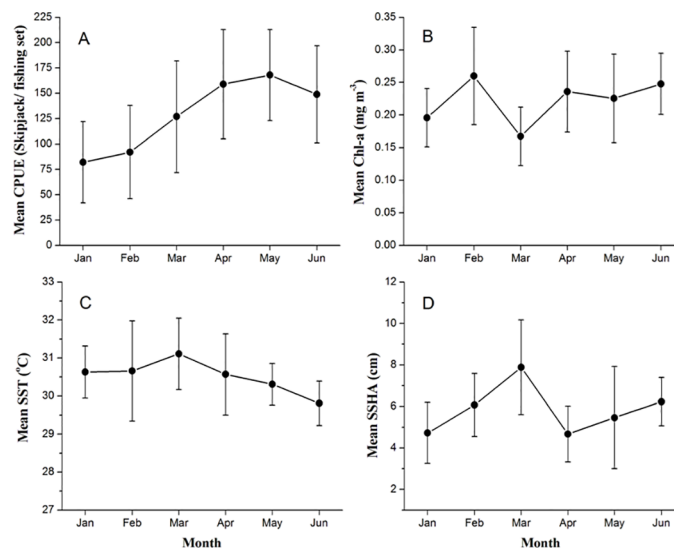 A
Mean CPUE (Skipjack/ fishing set)
225
200
175
150
125
100
75
50
25
0
Jan Feb Mar Apr May Jun
B
Mean Chl-a (mg m-3)
0.35
0.30
0.25
0.20
0.15
0.10
0.05
0.00
Jan Feb Mar Apr May Jun
C
Mean SST (°C)
33
32
31
30
29
28
27
Jan Feb Mar Apr May Jun
Month
D
Mean SSHA (cm)
12
10
8
6
4
2
Jan Feb Mar Apr May Jun
Month